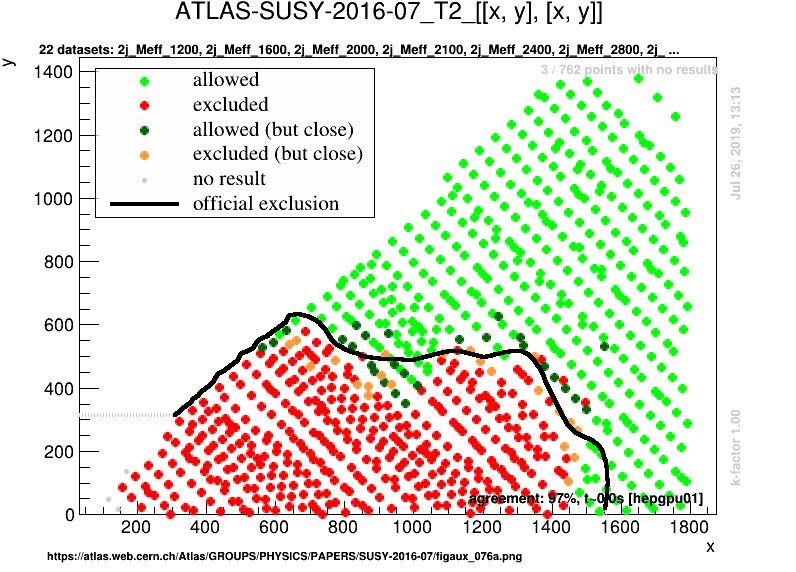 ATLAS-SUSY-2016-07_T2_[[x, y], [x, y]]
22 datasets: 2j_Meff_1200, 2j_Meff_1600, 2j_Meff_2000, 2j_Meff_2100, 2j_Meff_2400, 2j_Meff_2800, 2j_ ...
y
3 / 762 points with no results
allowed
excluded
allowed (but close)
excluded (but close)
no result
official exclusion
1400
1200
1000
800
600
400
200
0
Jul 26, 2019, 13:13
k-factor 1.00
agreement: 97%, t~0.0s [hepgpu01]
200 400 600 800 1000 1200 1400 1600 1800
x
https://atlas.web.cern.ch/Atlas/GROUPS/PHYSICS/PAPERS/SUSY-2016-07/figaux_076a.png